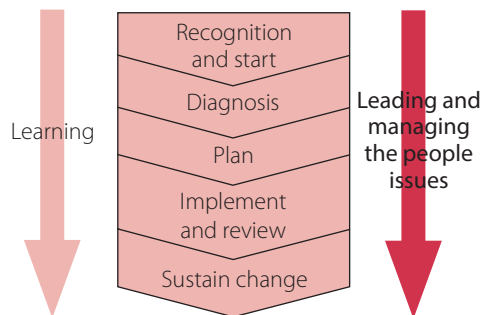 Recognition
and start
Diagnosis
Plan
Implement
and review
Sustain change
Learning
Leading and
managing
the people
issues